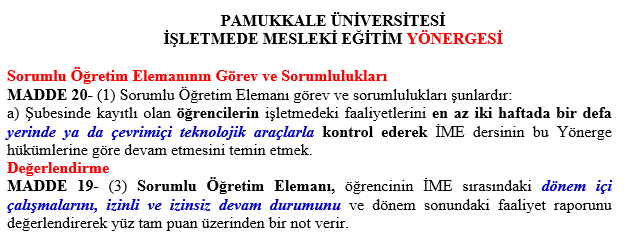 PAMUKKALE ÜNİVERSİTESİ
İŞLETMEDE MESLEKİ EĞİTİM YÖNERGESİ
Sorumlu Öğretim Elemanının Görev ve Sorumlulukları
MADDE 20- (1) Sorumlu Öğretim Elemanı görev ve sorumlulukları şunlardır:
a) Şubesinde kayıtlı olan öğrencilerin işletmedeki faaliyetlerini en az iki haftada bir defa
yerinde ya da çevrimiçi teknolojik araçlarla kontrol ederek İME dersinin bu Yönerge
hükümlerine göre devam etmesini temin etmek.
Değerlendirme
MADDE 19- (3) Sorumlu Öğretim Elemanı, öğrencinin İME sırasındaki dönem içi
çalışmalarını, izinli ve izinsiz devam durumunu ve dönem sonundaki faaliyet raporunu
değerlendirerek yüz tam puan üzerinden bir not verir.